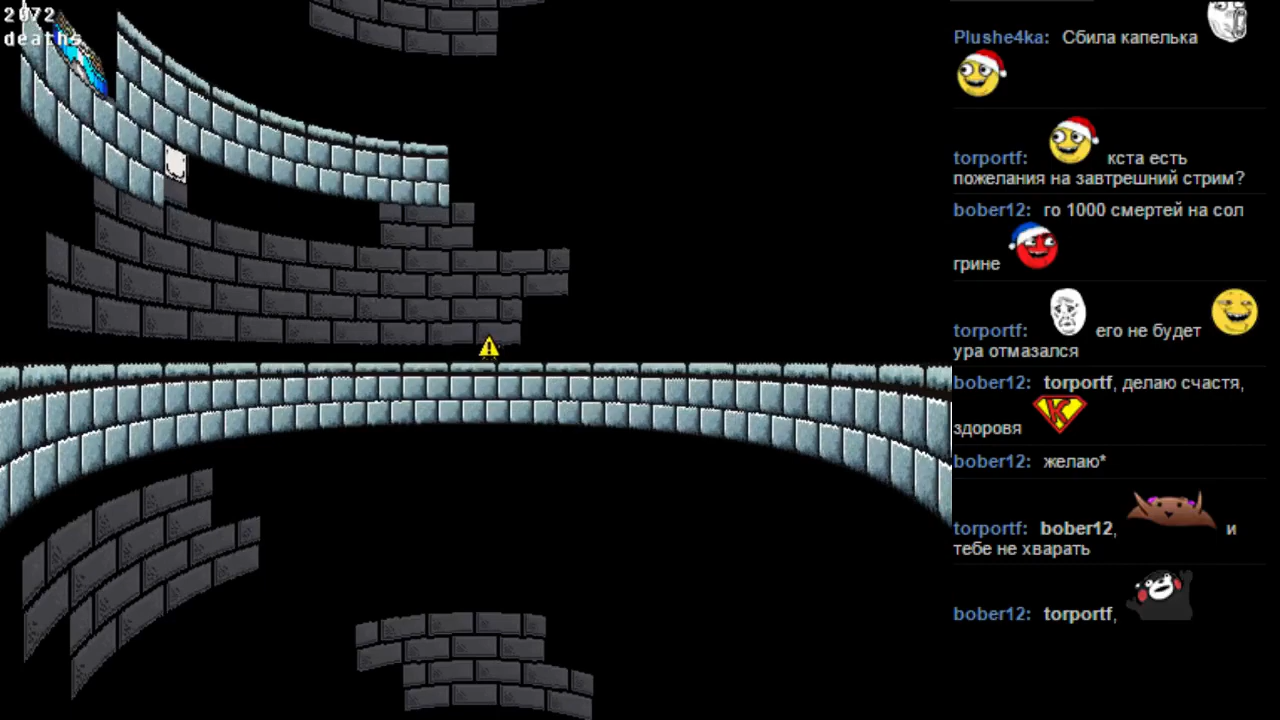 2072
deaths
Plushe4ka: Сбила капелька
torportf: кста есть
пожелания на завтрешний стрим?
bober12: го 1000 смертей на сол
грине
torportf: его не будет
ура отмазался
bober12: torportf, делаю счастя,
здоровя
bober12: желаю*
torportf: bober12, и
тебе не хварать
bober12: torportf,